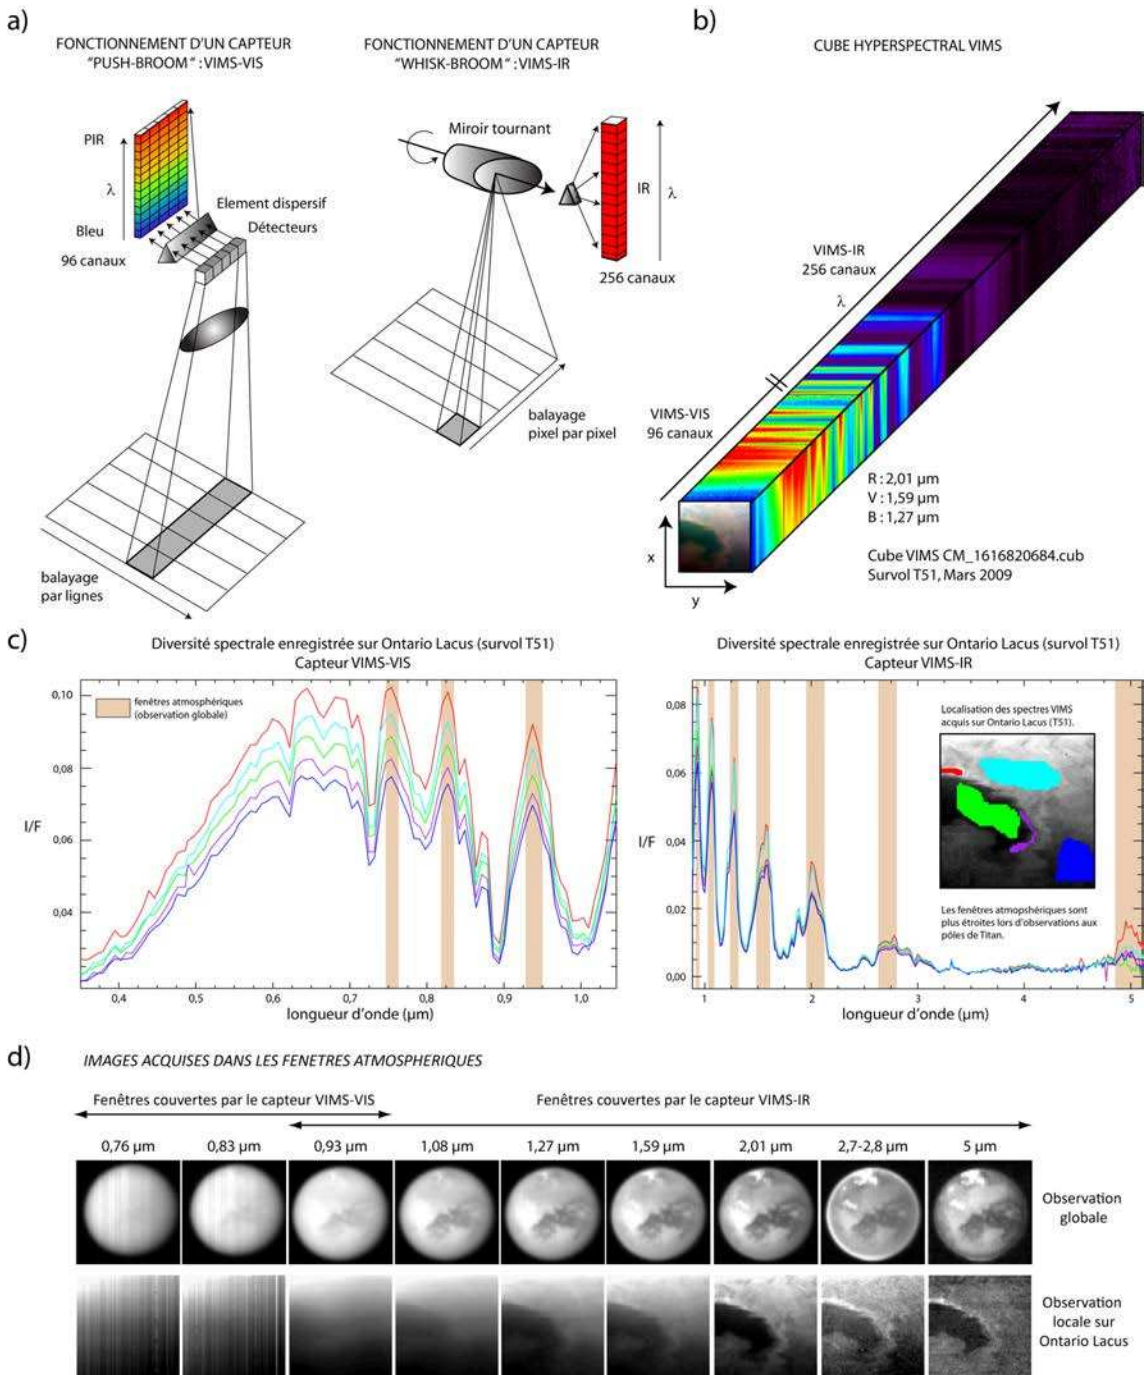 a)
FONCTIONNEMENT D'UN CAPTEUR
"PUSH-BROOM" : VIMS-VIS
PIR
λ
Bleu
96 canaux
Element dispersif
Détecteurs
balayage
par lignes
FONCTIONNEMENT D'UN CAPTEUR
"WHISK-BROOM" : VIMS-IR
Miroir tournant
IR
λ
256 canaux
balayage
pixel par pixel
b)
CUBE HYPERSPECTRAL VIMS
VIMS-IR
256 canaux
λ
VIMS-VIS
96 canaux
x
y
R : 2,01 µm
V : 1,59 µm
B : 1,27 µm
Cube VIMS CM_1616820684.cub
Survol T51, Mars 2009
c)
Diversité spectrale enregistrée sur Ontario Lacus (survol T51)
Capteur VIMS-VIS
fenêtres atmosphériques
(observation globale)
I/F
0,10
0,08
0,06
0,04
0,4
0,5
0,6
0,7
0,8
0,9
1,0
longueur d'onde (µm)
Diversité spectrale enregistrée sur Ontario Lacus (survol T51)
Capteur VIMS-IR
Localisation des spectres VIMS
acquis sur Ontario Lacus (T51).
Les fenêtres atmopshériques sont
plus étroites lors d'observations aux
pôles de Titan.
I/F
0,08
0,06
0,04
0,02
0,00
1
2
3
4
5
longueur d'onde (µm)
d)
IMAGES ACQUISES DANS LES FENETRES ATMOSPHERIQUES
Fenêtres couvertes par le capteur VIMS-VIS
Fenêtres couvertes par le capteur VIMS-IR
0,76 µm
0,83 µm
0,93 µm
1,08 µm
1,27 µm
1,59 µm
2,01 µm
2,7-2,8 µm
5 µm
Observation
globale
Observation
locale sur
Ontario Lacus